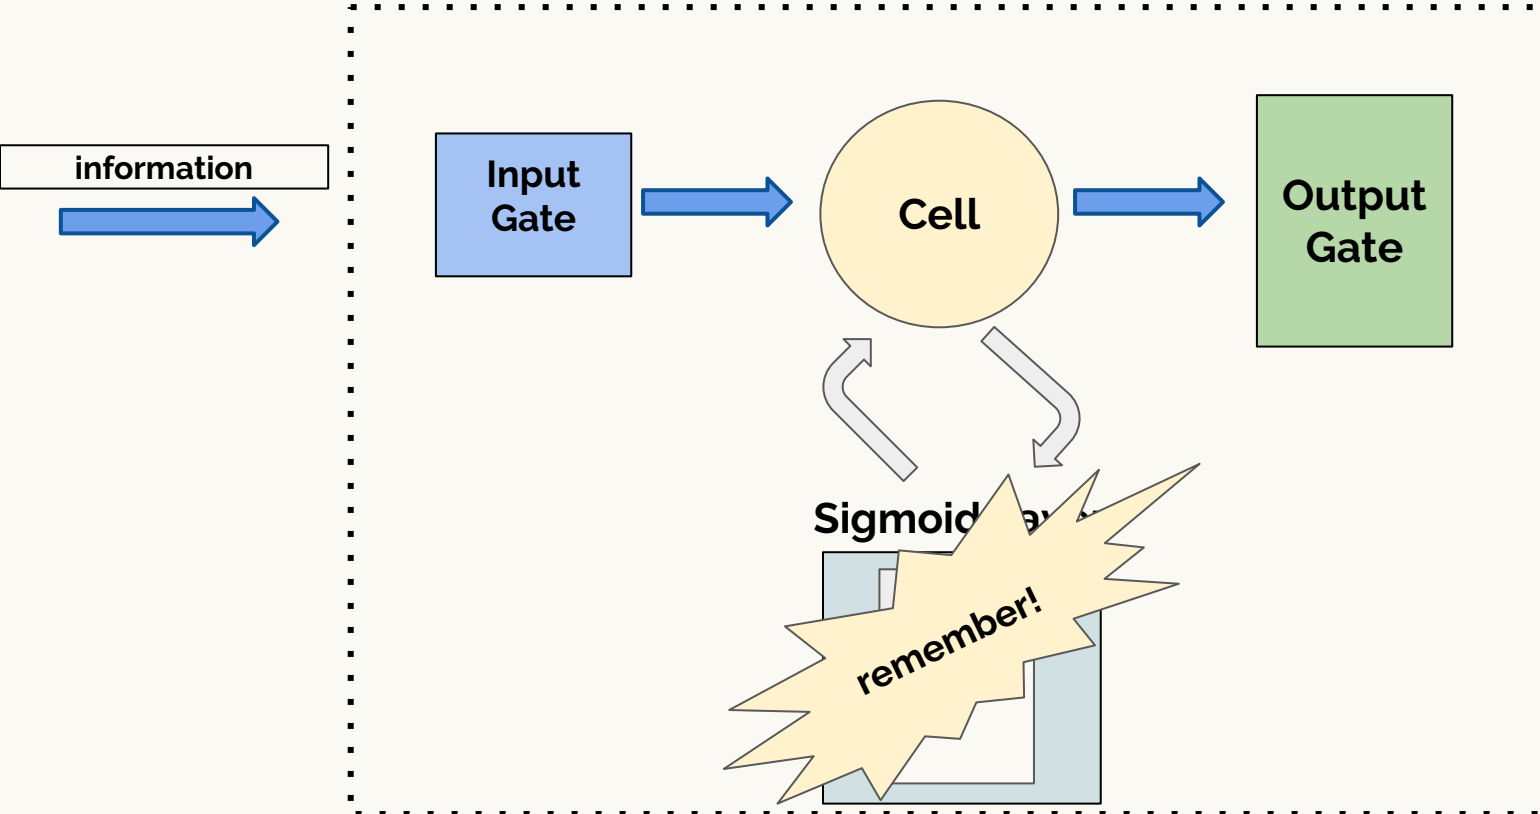 information
Input
Gate
Cell
Output
Gate
Sigmoid
remember!